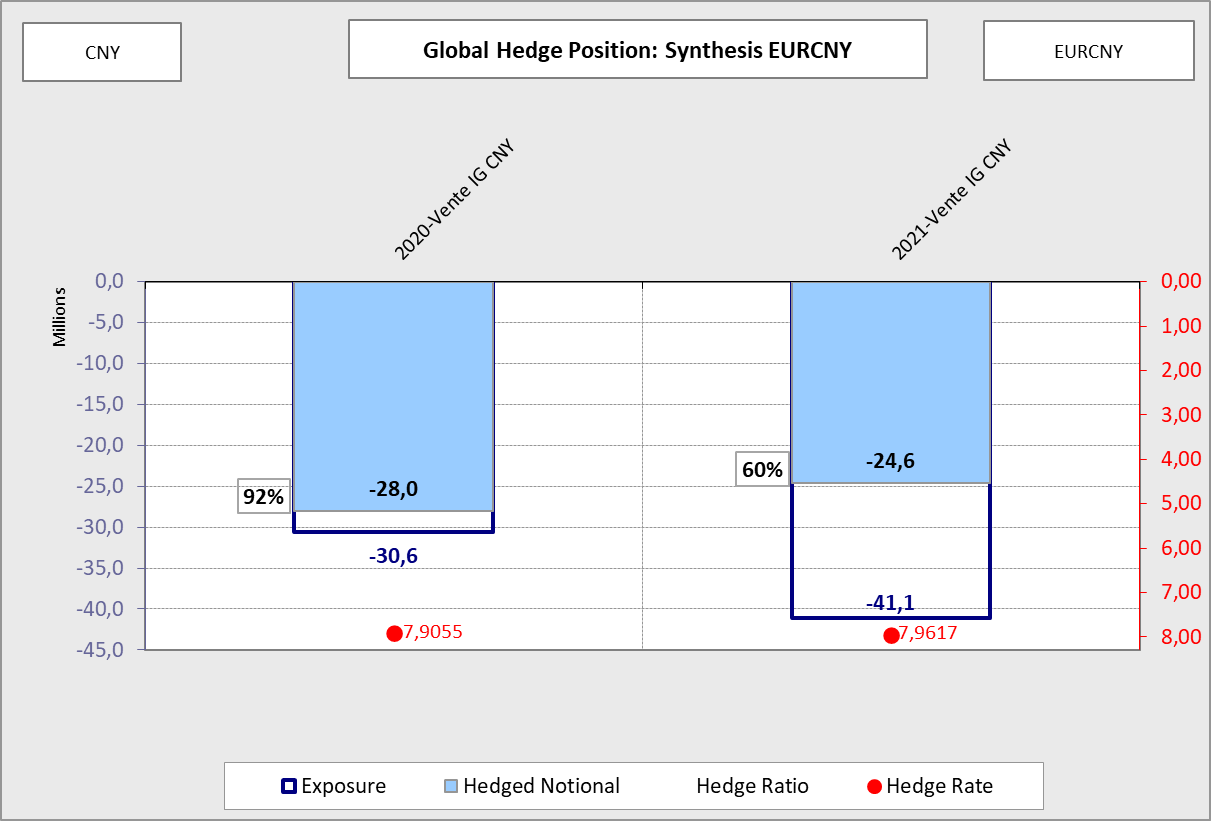 CNY
Global Hedge Position: Synthesis EURCNY
EURCNY
2020-Vente IG CNY
2021-Vente IG CNY
Millions
0,0
-5,0
-10,0
-15,0
-20,0
-25,0
-30,0
-35,0
-40,0
-45,0
92%
-28,0
-30,6
7,9055
60%
-24,6
-41,1
7,9617
0,00
1,00
2,00
3,00
4,00
5,00
6,00
7,00
8,00
Exposure
Hedged Notional
Hedge Ratio
Hedge Rate